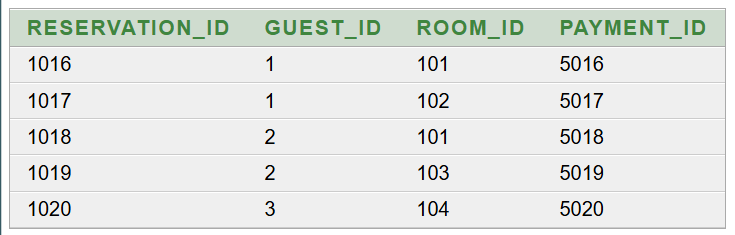 RESERVATION_ID GUEST_ID ROOM_ID PAYMENT_ID
1016 1 101 5016
1017 1 102 5017
1018 2 101 5018
1019 2 103 5019
1020 3 104 5020